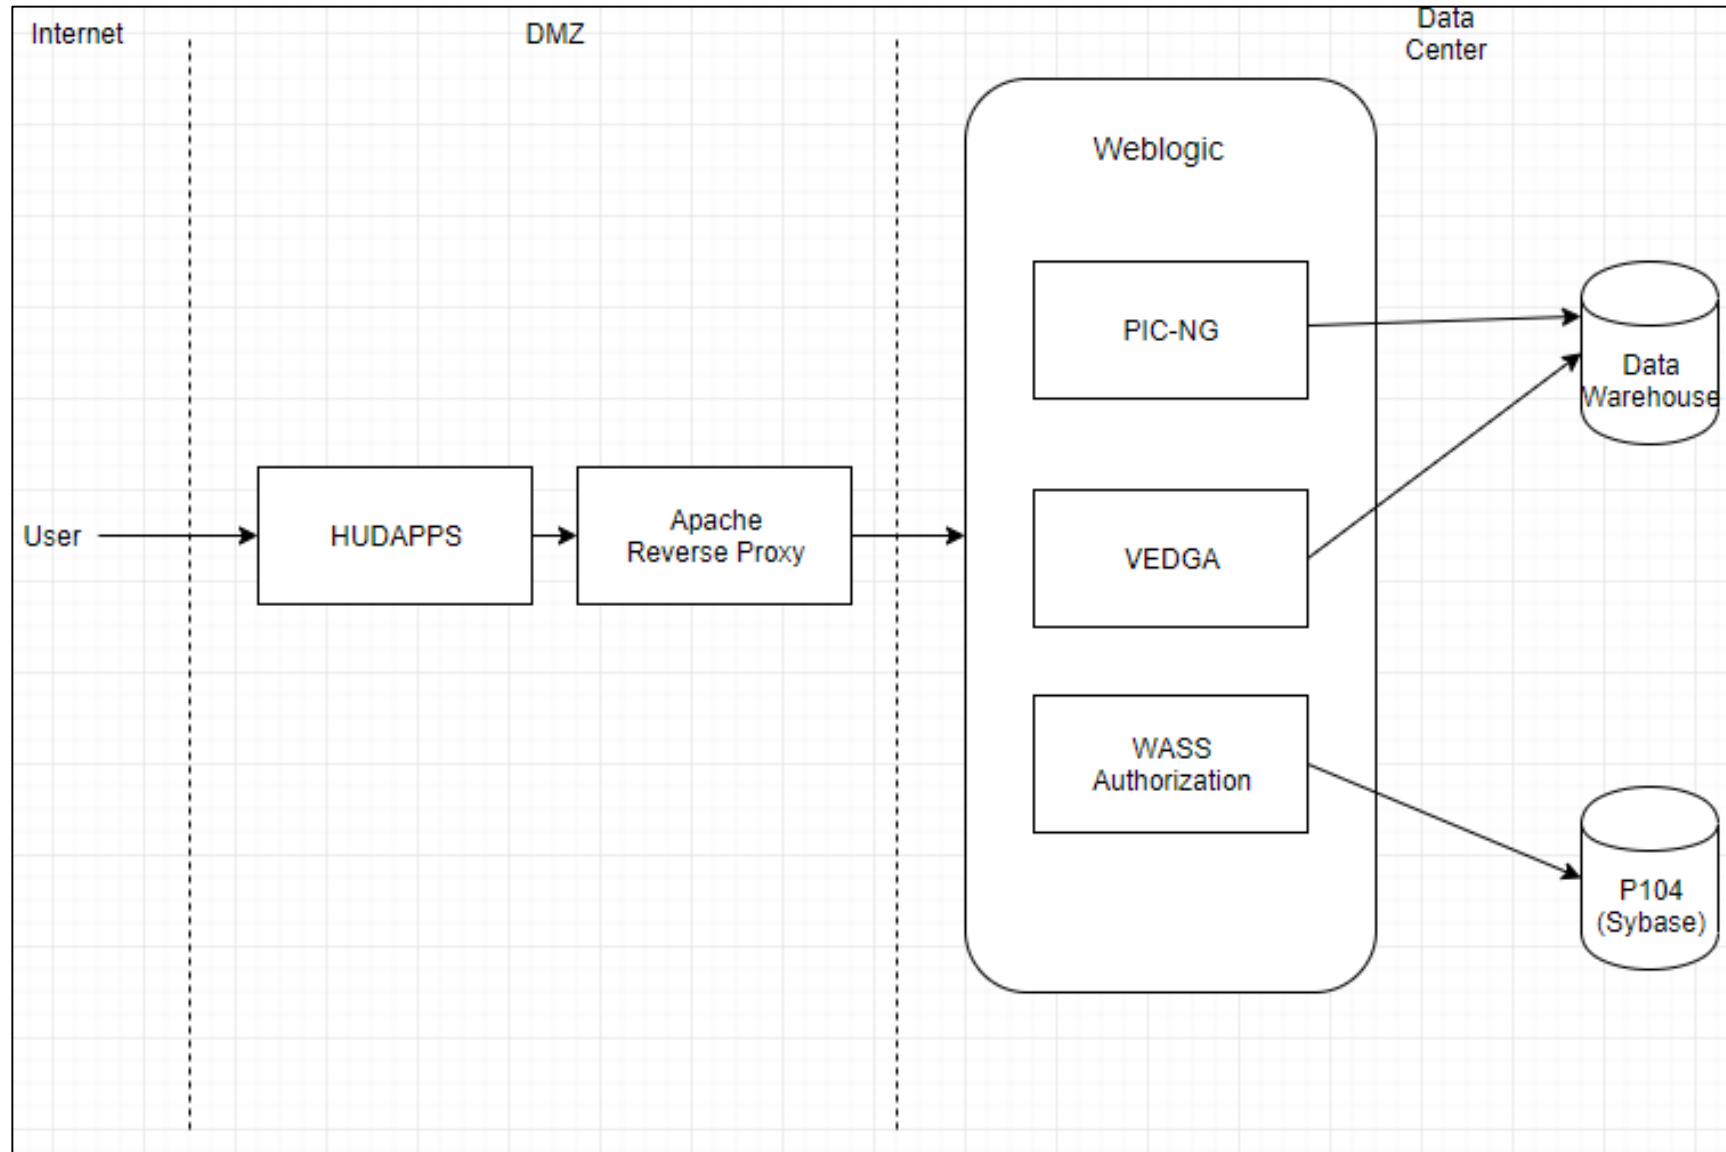 Internet
DMZ
Data
Center
Weblogic
PIC-NG
Data
Warehouse
User
HUDAPPS
Apache
Reverse Proxy
VEDGA
WASS
Authorization
P104
(Sybase)